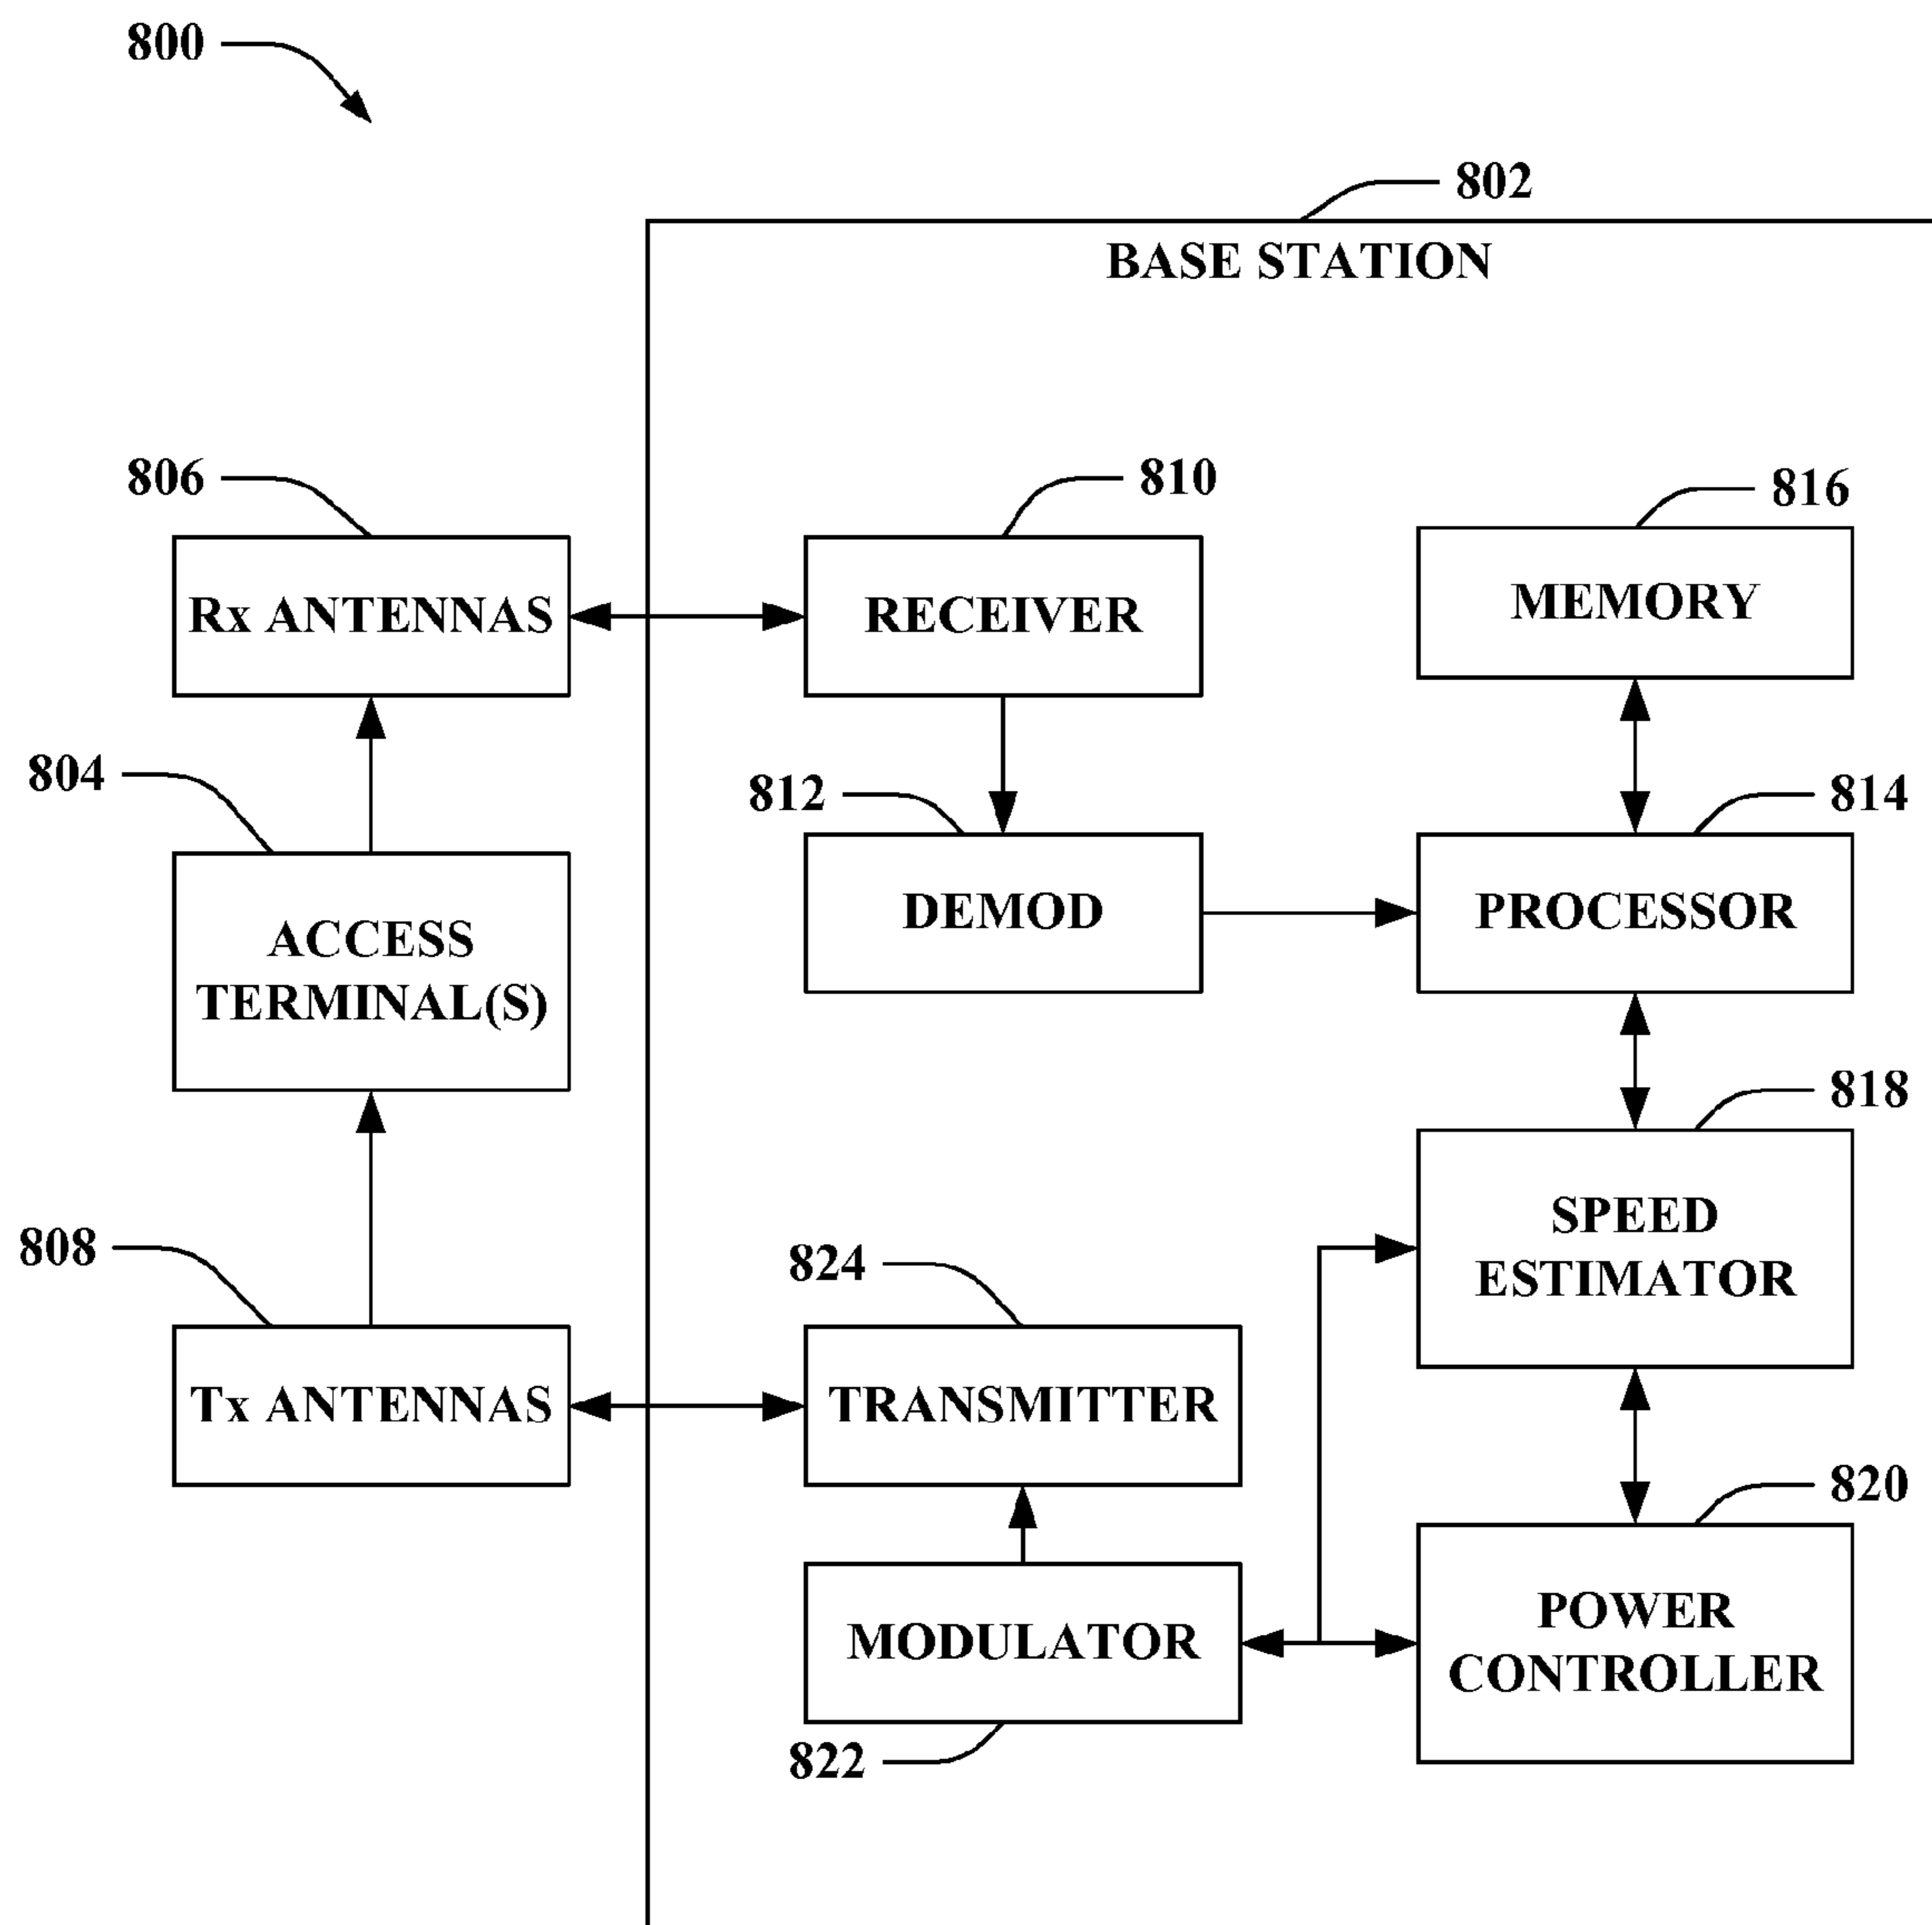 800
802
BASE STATION
806
810
816
Rx ANTENNAS
RECEIVER
MEMORY
804
812
814
ACCESS
TERMINAL(S)
DEMOD
PROCESSOR
818
808
824
SPEED
ESTIMATOR
Tx ANTENNAS
TRANSMITTER
820
MODULATOR
POWER
CONTROLLER
822